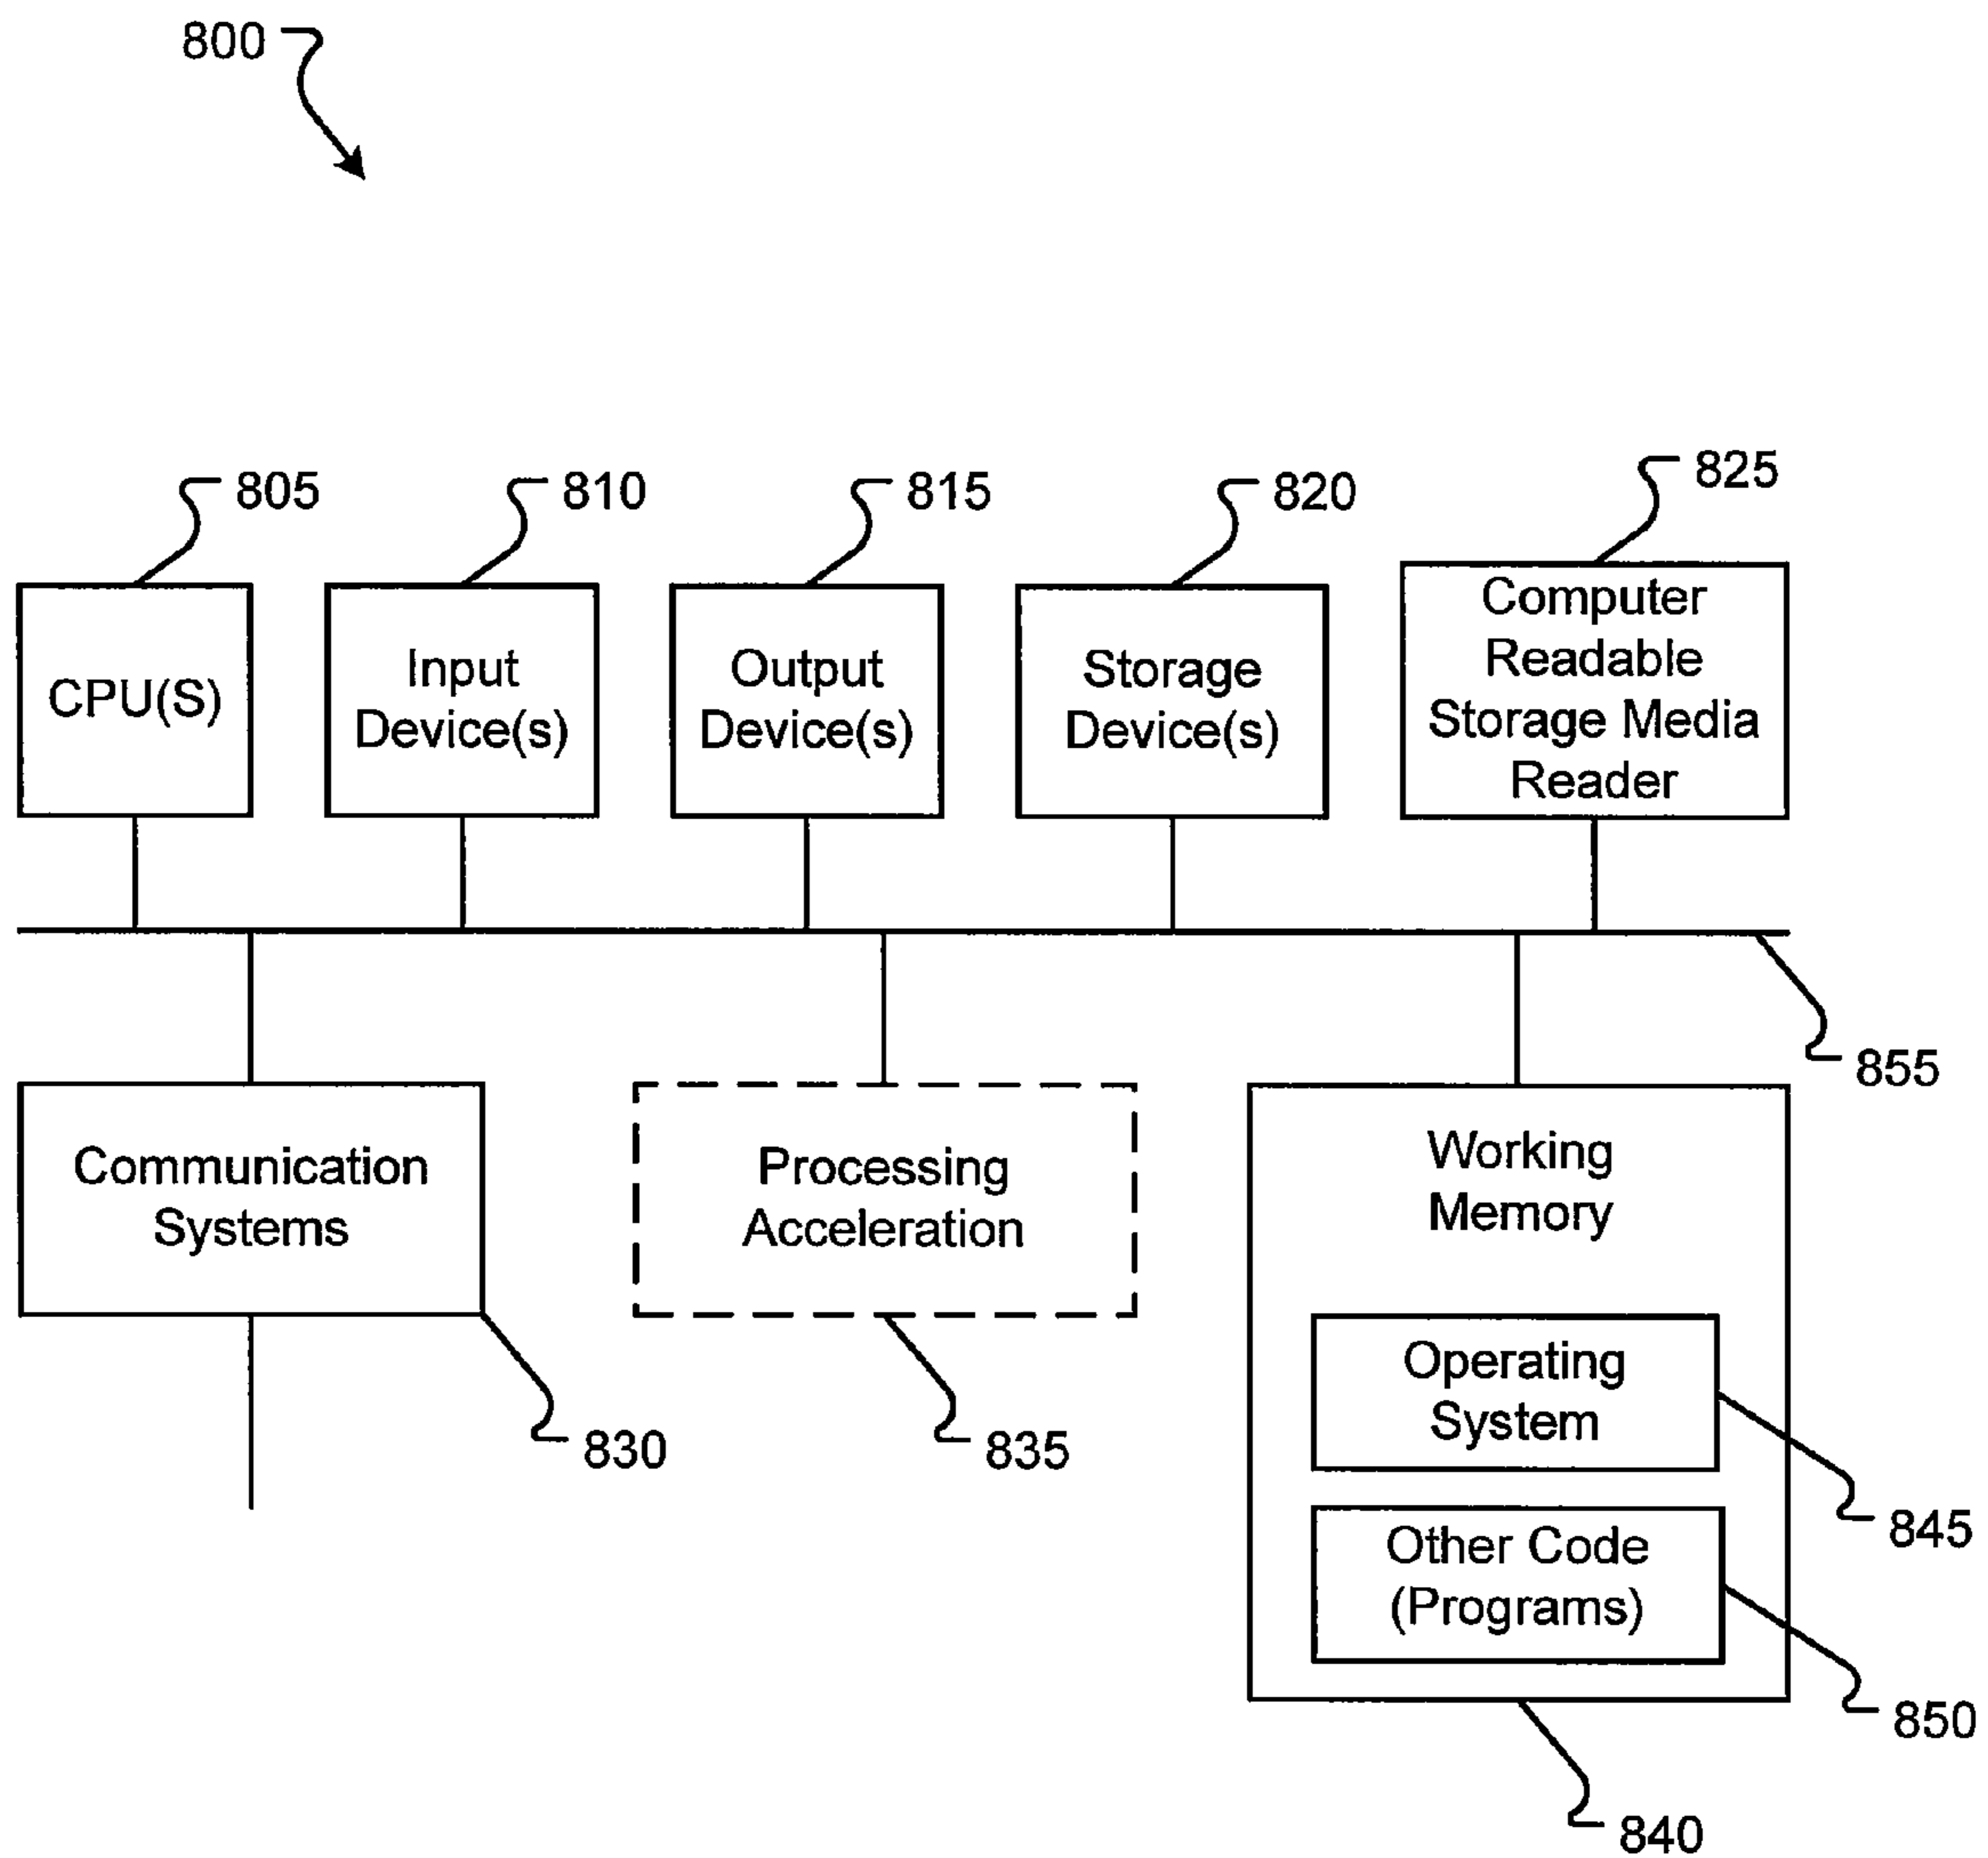 800
805
810
815
820
825
CPU(S)
Input
Device(s)
Output
Device(s)
Storage
Device(s)
Computer
Readable
Storage Media
Reader
855
Communication
Systems
830
Processing
Acceleration
835
Working
Memory
Operating
System
845
Other Code
(Programs)
850
840